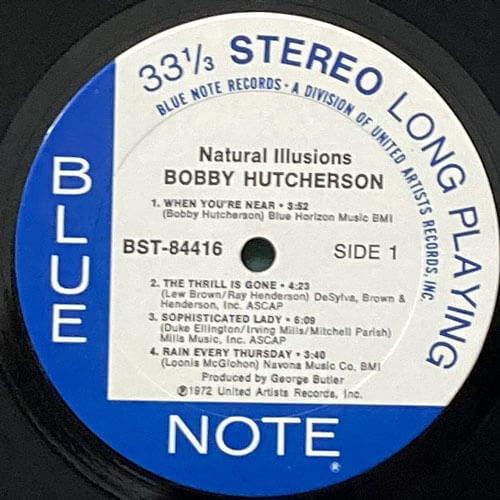 33 1/3 STEREO LONG PLAYING
BLUE NOTE RECORDS • A DIVISION OF UNITED ARTISTS RECORDS, INC.
Natural Illusions
BOBBY HUTCHERSON
1. WHEN YOU'RE NEAR • 3:52
(Bobby Hutcherson) Blue Horizon Music BMI
BST-84416
SIDE 1
2. THE THRILL IS GONE • 4:23
(Lew Brown/Ray Henderson) DeSylva, Brown &
Henderson, Inc. ASCAP
3. SOPHISTICATED LADY • 6:09
(Duke Ellington/Irving Mills/Mitchell Parish)
Mills Music, Inc. ASCAP
4. RAIN EVERY THURSDAY • 3:40
(Loonis McGlohon) Navona Music Co. BMI
Produced by George Butler
℗1972 United Artists Records, Inc.
BLUE
NOTE
®